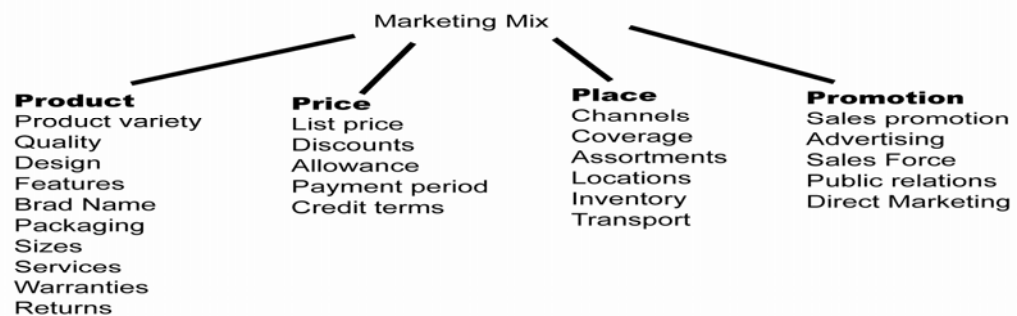 Marketing Mix
Product
Product variety
Quality
Design
Features
Brad Name
Packaging
Sizes
Services
Warranties
Returns
Price
List price
Discounts
Allowance
Payment period
Credit terms
Place
Channels
Coverage
Assortments
Locations
Inventory
Transport
Promotion
Sales promotion
Advertising
Sales Force
Public relations
Direct Marketing